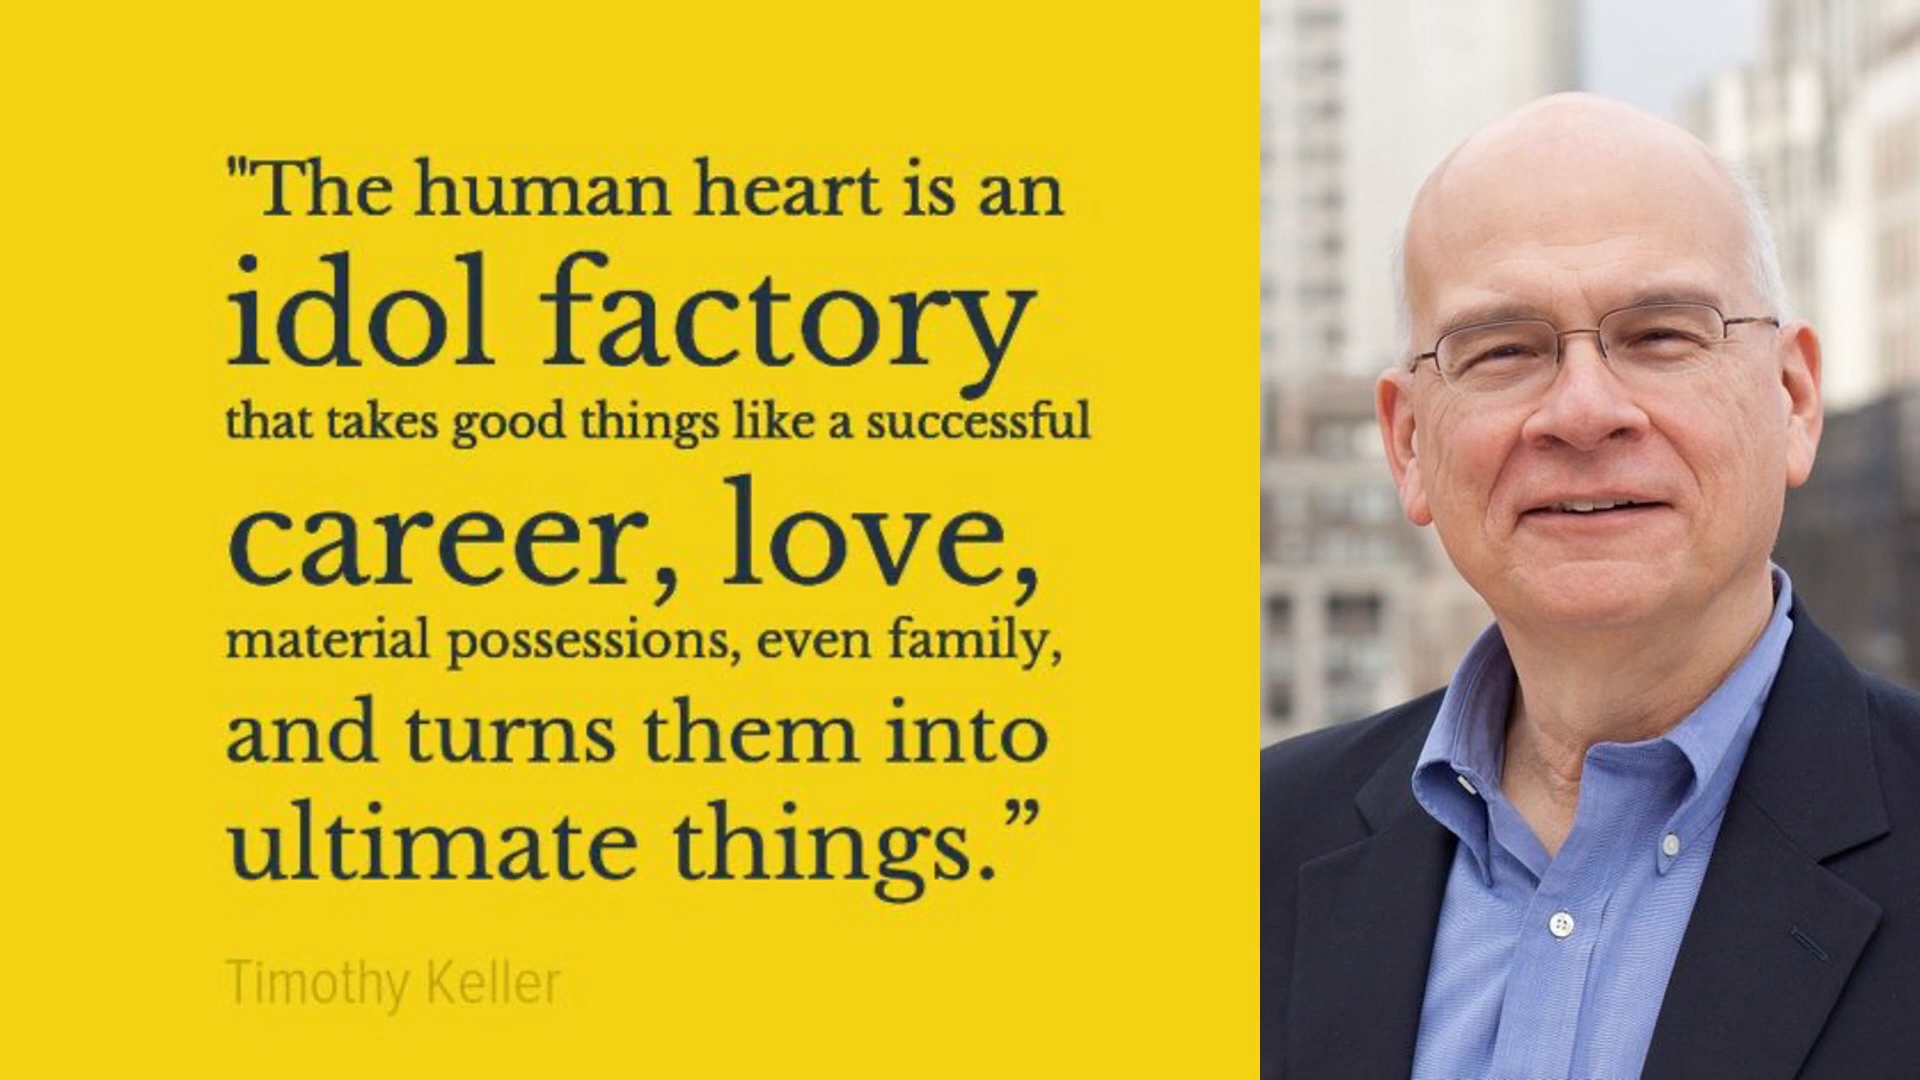 "The human heart is an
idol factory
that takes good things like a successful
career, love,
material possessions, even family,
and turns them into
ultimate things.”
Timothy Keller